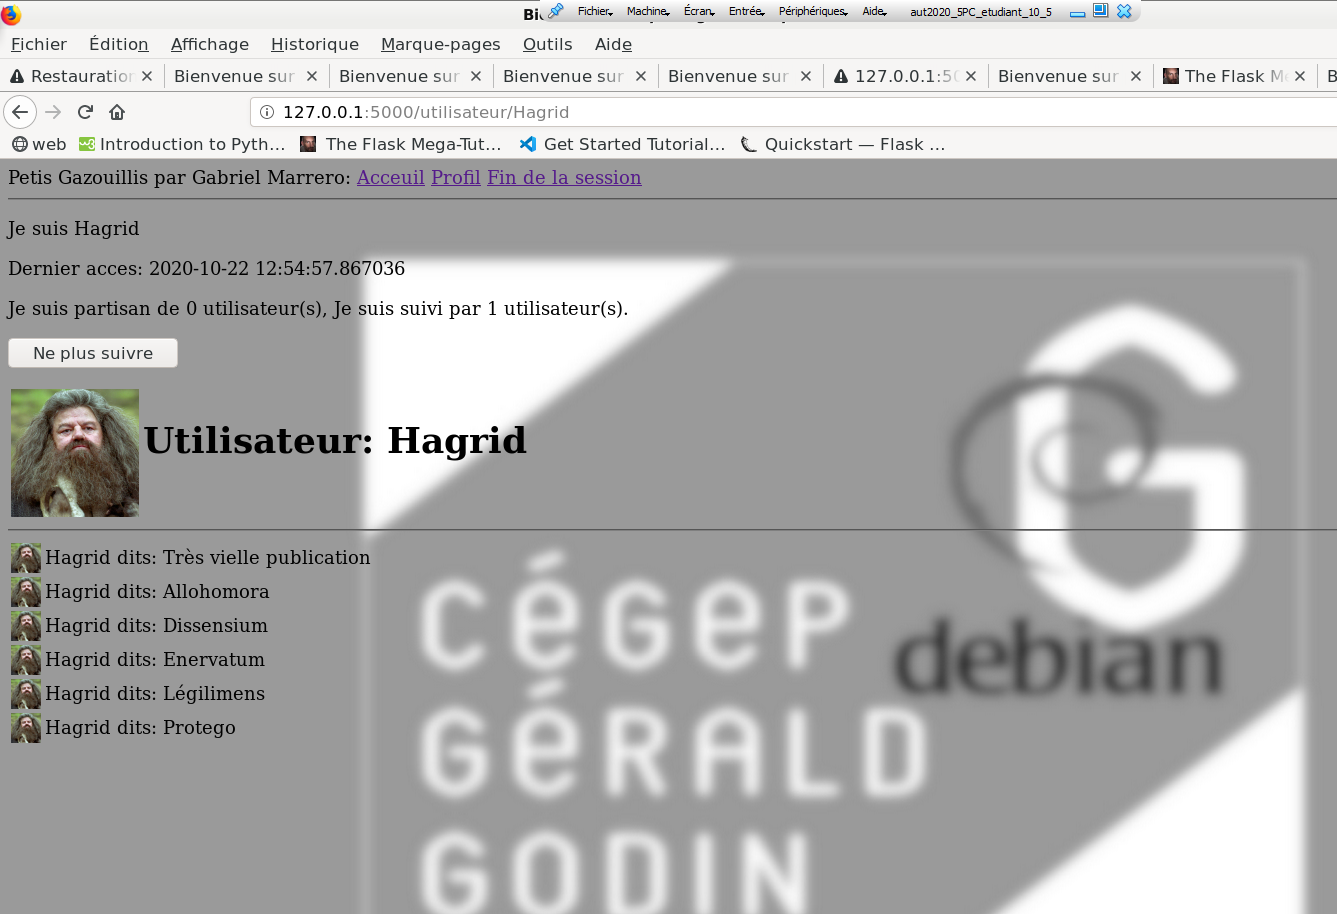 Fichier Machine Écran Entrée Périphériques Aide aut2020_5PC_etudiant_10_5
Fichier Édition Affichage Historique Marque-pages Outils Aide
Restauration Bienvenue sur Bienvenue sur Bienvenue sur Bienvenue sur 127.0.0.1:50 Bienvenue sur The Flask M
127.0.0.1:5000/utilisateur/Hagrid
web Introduction to Pyth… The Flask Mega-Tut… Get Started Tutorial… Quickstart — Flask …
Petis Gazouillis par Gabriel Marrero: Acceuil Profil Fin de la session
Je suis Hagrid
Dernier acces: 2020-10-22 12:54:57.867036
Je suis partisan de 0 utilisateur(s), Je suis suivi par 1 utilisateur(s).
Ne plus suivre
Utilisateur: Hagrid
Hagrid dits: Très vielle publication
Hagrid dits: Allohomora
Hagrid dits: Dissensium
Hagrid dits: Enervatum
Hagrid dits: Légilimens
Hagrid dits: Protego
CÉGEP
GÉRALD
GODIN
debian